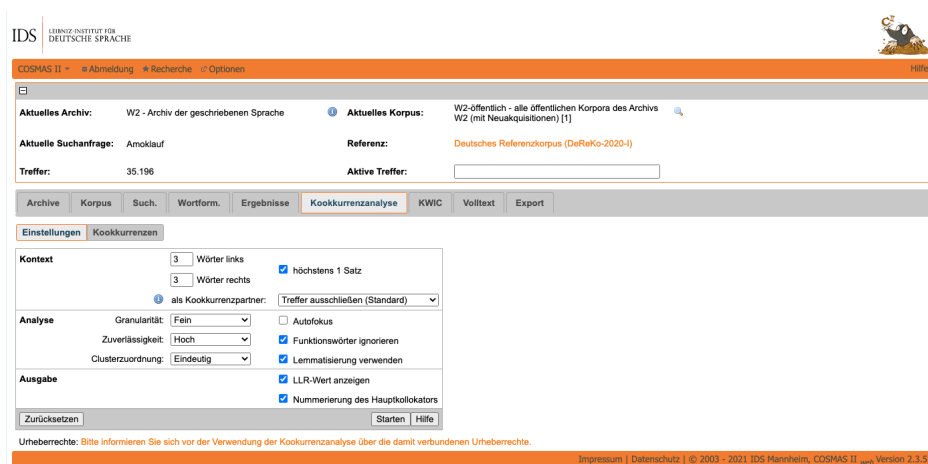 IDS LEIBNIZ-INSTITUT FÜR
DEUTSCHE SPRACHE
COSMAS II Abmeldung Recherche Optionen Hilfe
Aktuelles Archiv: W2 - Archiv der geschriebenen Sprache Aktuelles Korpus: W2-öffentlich - alle öffentlichen Korpora des Archivs
W2 (mit Neuakquisitionen) [1]
Aktuelle Suchanfrage: Amoklauf Referenz: Deutsches Referenzkorpus (DeReKo-2020-I)
Treffer: 35.196 Aktive Treffer:
Archive Korpus Such. Wortform. Ergebnisse Kookkurrenzanalyse KWIC Volltext Export
Einstellungen Kookkurrenzen
Kontext 3 Wörter links
höchstens 1 Satz
3 Wörter rechts
als Kookkurrenzpartner: Treffer ausschließen (Standard)
Analyse Granularität: Fein Autofokus
Zuverlässigkeit: Hoch Funktionswörter ignorieren
Clusterzuordnung: Eindeutig Lemmatisierung verwenden
Ausgabe LLR-Wert anzeigen
Nummerierung des Hauptkollokators
Zurücksetzen Starten Hilfe
Urheberrechte: Bitte informieren Sie sich vor der Verwendung der Kookkurrenzanalyse über die damit verbundenen Urheberrechte.
Impressum | Datenschutz | © 2003 - 2021 IDS Mannheim, COSMAS II web Version 2.3.5